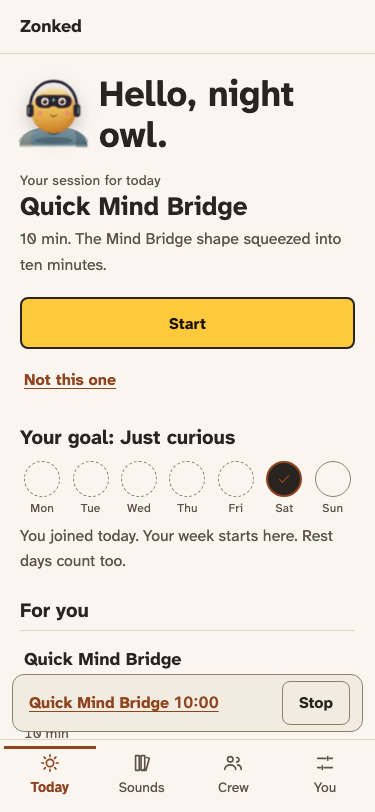 Zonked
Hello, night
owl.
Your session for today
Quick Mind Bridge
10 min. The Mind Bridge shape squeezed into
ten minutes.
Start
Not this one
Your goal: Just curious
Mon Tue Wed Thu Fri Sat Sun
You joined today. Your week starts here. Rest
days count too.
For you
Quick Mind Bridge
Quick Mind Bridge 10:00
Stop
10 min
Today Sounds Crew You